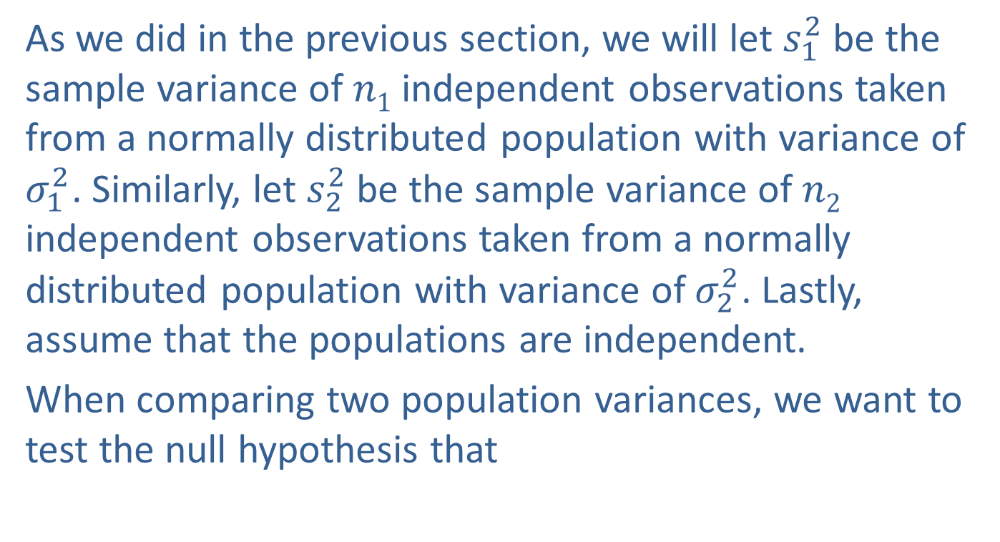 As we did in the previous section, we will let $s_1^2$ be the
sample variance of $n_1$ independent observations taken
from a normally distributed population with variance of
$\sigma_1^2$. Similarly, let $s_2^2$ be the sample variance of $n_2$
independent observations taken from a normally
distributed population with variance of $\sigma_2^2$. Lastly,
assume that the populations are independent.
When comparing two population variances, we want to
test the null hypothesis that